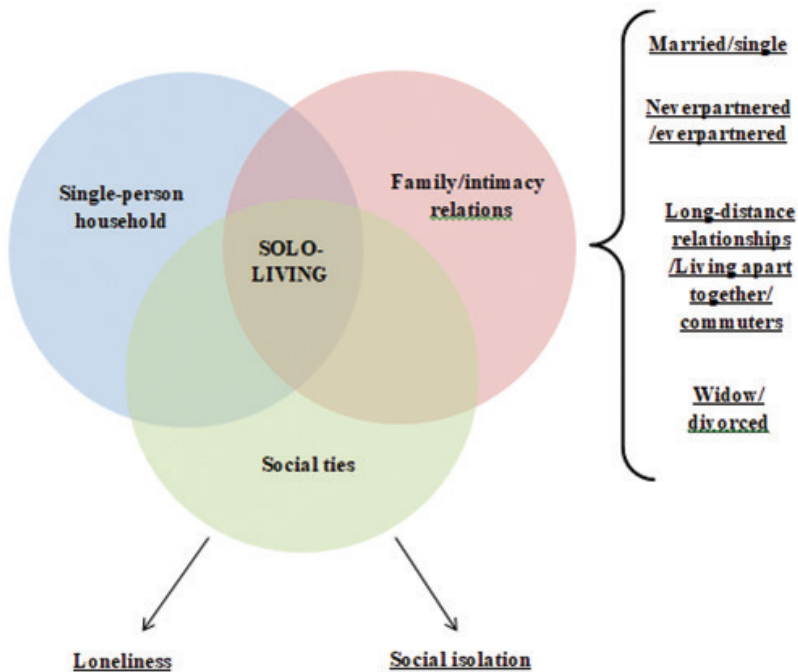 Married/single
Neverpartnered
/everpartnered
Single-person
household
Family/intimacy
relations
SOLO-
LIVING
Long-distance
relationships
/Living apart
together/
commuters
Widow/
divorced
Social ties
Loneliness
Social isolation